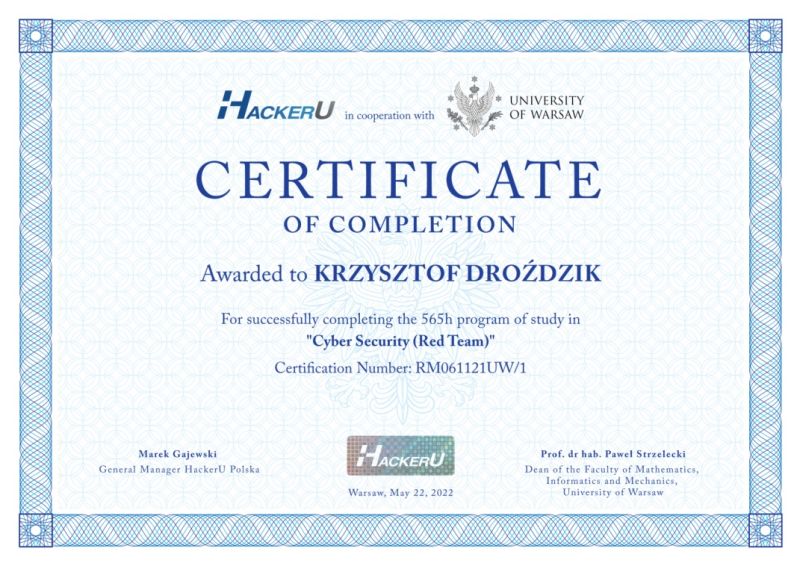 HACKERU in cooperation with UNIVERSITY OF WARSAW
CERTIFICATE
OF COMPLETION
Awarded to KRZYSZTOF DROŹDZIK
For successfully completing the 565h program of study in
"Cyber Security (Red Team)"
Certification Number: RM061121UW/1
Marek Gajewski
General Manager HackerU Polska
HACKERU
Warsaw, May 22, 2022
Prof. dr hab. Paweł Strzelecki
Dean of the Faculty of Mathematics,
Informatics and Mechanics,
University of Warsaw